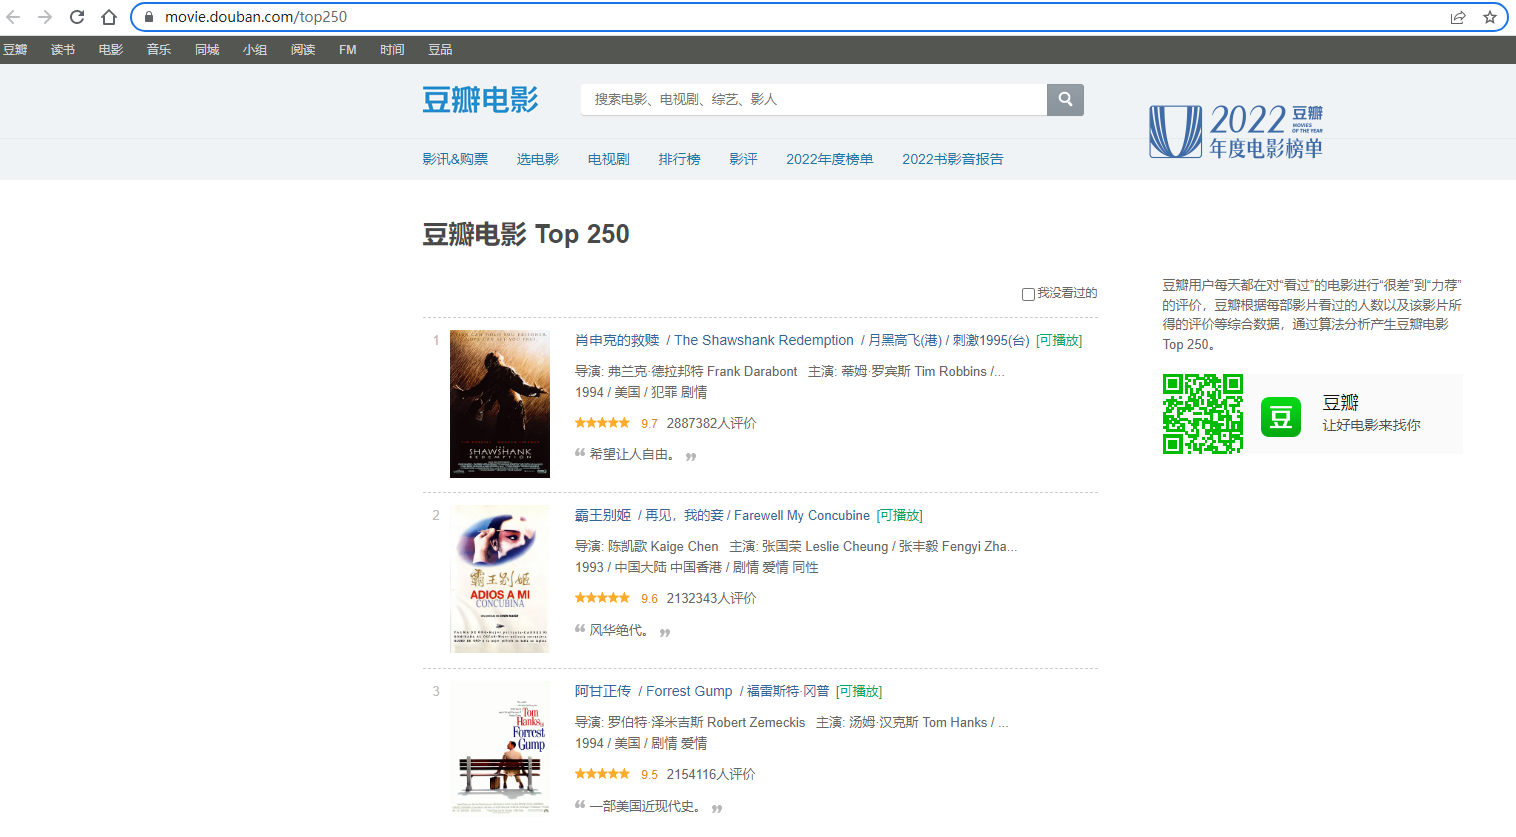 movie.douban.com/top250
豆瓣 读书 电影 音乐 同城 小组 阅读 FM 时间 豆品
豆瓣电影
搜索电影、电视剧、综艺、影人
2022 豆瓣
MOVIES
OF THE YEAR
年度电影榜单
影讯&购票 选电影 电视剧 排行榜 影评 2022年度榜单 2022书影音报告
豆瓣电影 Top 250
我没看过的
1
肖申克的救赎 / The Shawshank Redemption / 月黑高飞(港) / 刺激1995(台) [可播放]
导演: 弗兰克·德拉邦特 Frank Darabont 主演: 蒂姆·罗宾斯 Tim Robbins /...
1994 / 美国 / 犯罪 剧情
9.7 2887382人评价
“ 希望让人自由。 ”
THE
SHAWSHANK
REDEMPTION
2
霸王别姬 / 再见，我的妾 / Farewell My Concubine [可播放]
导演: 陈凯歌 Kaige Chen 主演: 张国荣 Leslie Cheung / 张丰毅 Fengyi Zha...
1993 / 中国大陆 中国香港 / 剧情 爱情 同性
9.6 2132343人评价
“ 风华绝代。 ”
霸王别姬
ADIOS A MI
CONCUBINA
3
阿甘正传 / Forrest Gump / 福雷斯特·冈普 [可播放]
导演: 罗伯特·泽米吉斯 Robert Zemeckis 主演: 汤姆·汉克斯 Tom Hanks / ...
1994 / 美国 / 剧情 爱情
9.5 2154116人评价
“ 一部美国近现代史。 ”
Tom
Hanks is
Forrest
Gump
豆瓣用户每天都在对“看过”的电影进行“很差”到“力荐”
的评价，豆瓣根据每部影片看过的人数以及该影片所
得的评价等综合数据，通过算法分析产生豆瓣电影
Top 250。
豆
豆瓣
让好电影来找你